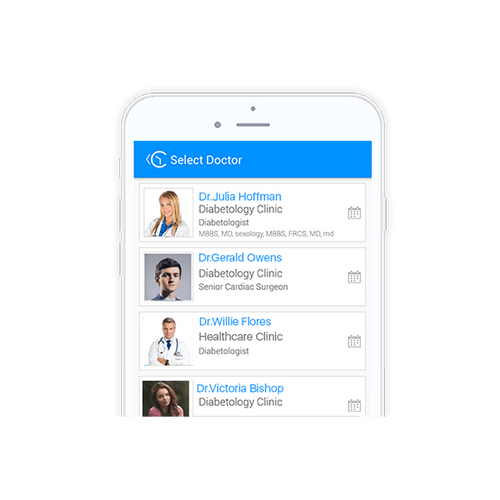 Select Doctor
Dr.Julia Hoffman
Diabetology Clinic
Diabetologist
MBBS, MD, sexology, MBBS, FRCS, MD, md
Dr.Gerald Owens
Diabetology Clinic
Senior Cardiac Surgeon
Dr.Willie Flores
Healthcare Clinic
Diabetologist
Dr.Victoria Bishop
Diabetology Clinic